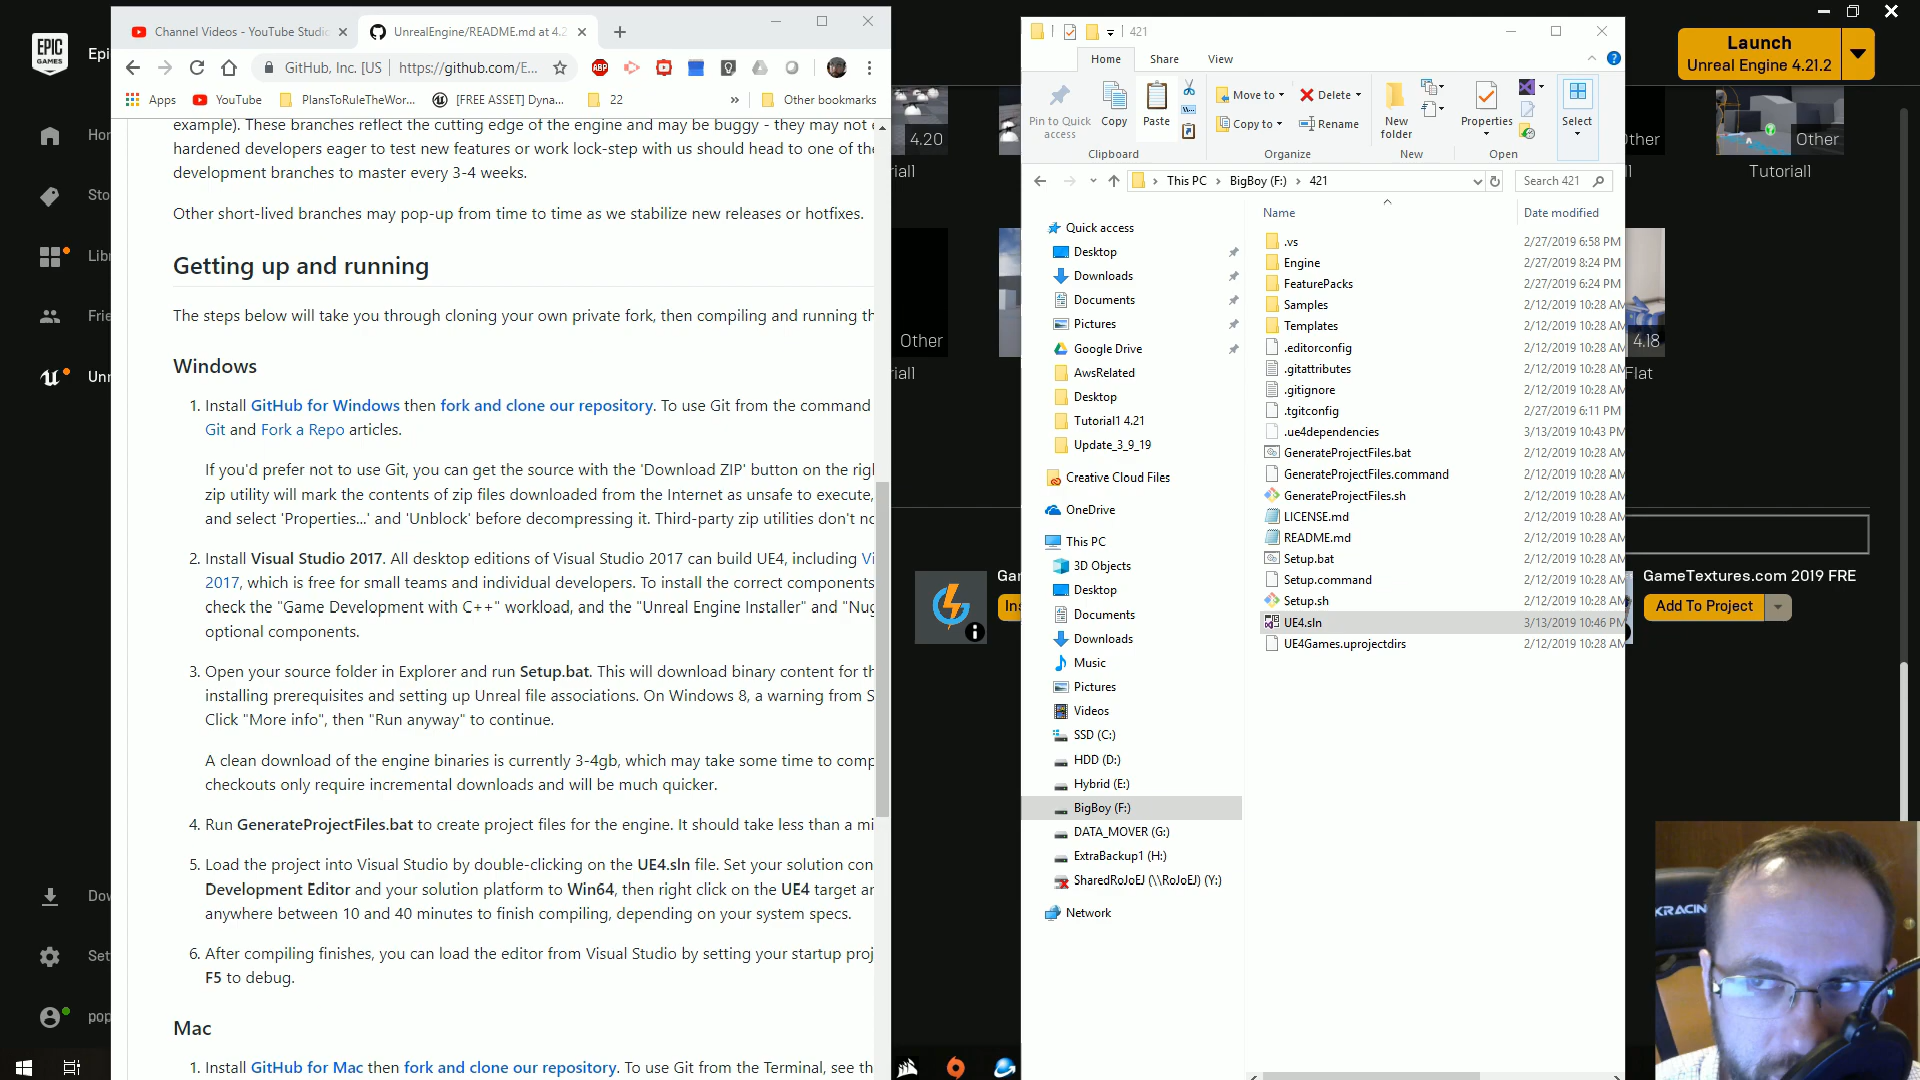 Channel Videos - YouTube Studi
UnrealEngine/README.md at 4.2
GitHub, Inc. [US
https://github.com/E...
Apps
YouTube
PlansToRuleTheWor...
[FREE ASSET] Dyna...
22
»
Other bookmarks
example). These branches reflect the cutting edge of the engine and may be buggy - they may not
hardened developers eager to test new features or work lock-step with us should head to one of the
development branches to master every 3-4 weeks.
Other short-lived branches may pop-up from time to time as we stabilize new releases or hotfixes.
Getting up and running
The steps below will take you through cloning your own private fork, then compiling and running th
Windows
1. Install GitHub for Windows then fork and clone our repository. To use Git from the command
Git and Fork a Repo articles.
If you'd prefer not to use Git, you can get the source with the 'Download ZIP' button on the righ
zip utility will mark the contents of zip files downloaded from the Internet as unsafe to execute,
and select 'Properties...' and 'Unblock' before decompressing it. Third-party zip utilities don't no
2. Install Visual Studio 2017. All desktop editions of Visual Studio 2017 can build UE4, including Vi
2017, which is free for small teams and individual developers. To install the correct components
check the "Game Development with C++" workload, and the "Unreal Engine Installer" and "Nug
optional components.
3. Open your source folder in Explorer and run Setup.bat. This will download binary content for th
installing prerequisites and setting up Unreal file associations. On Windows 8, a warning from S
Click "More info", then "Run anyway" to continue.
A clean download of the engine binaries is currently 3-4gb, which may take some time to comp
checkouts only require incremental downloads and will be much quicker.
4. Run GenerateProjectFiles.bat to create project files for the engine. It should take less than a mi
5. Load the project into Visual Studio by double-clicking on the UE4.sln file. Set your solution con
Development Editor and your solution platform to Win64, then right click on the UE4 target an
anywhere between 10 and 40 minutes to finish compiling, depending on your system specs.
6. After compiling finishes, you can load the editor from Visual Studio by setting your startup proj
F5 to debug.
Mac
1. Install GitHub for Mac then fork and clone our repository. To use Git from the Terminal, see th
EPIC
GAMES
Epi
Hor
Sto
Libr
Frie
Unr
Dov
Set
pop
4.20
iall
Other
iall
Ga
Ins
421
Home
Share
View
Pin to Quick
access
Copy
Paste
Clipboard
Move to
Copy to
Delete
Rename
Organize
New
folder
New
Properties
Open
Select
This PC
BigBoy (F:)
421
Search 421
Name
Date modified
.vs 2/27/2019 6:58 PM
Engine 2/27/2019 8:24 PM
FeaturePacks 2/27/2019 6:24 PM
Samples 2/12/2019 10:28 AM
Templates 2/12/2019 10:28 AM
.editorconfig 2/12/2019 10:28 AM
.gitattributes 2/12/2019 10:28 AM
.gitignore 2/12/2019 10:28 AM
.tgitconfig 2/27/2019 6:11 PM
.ue4dependencies 3/13/2019 10:43 PM
GenerateProjectFiles.bat 2/12/2019 10:28 AM
GenerateProjectFiles.command 2/12/2019 10:28 AM
GenerateProjectFiles.sh 2/12/2019 10:28 AM
LICENSE.md 2/12/2019 10:28 AM
README.md 2/12/2019 10:28 AM
Setup.bat 2/12/2019 10:28 AM
Setup.command 2/12/2019 10:28 AM
Setup.sh 2/12/2019 10:28 AM
UE4.sln 3/13/2019 10:46 PM
UE4Games.uprojectdirs 2/12/2019 10:28 AM
Quick access
Desktop
Downloads
Documents
Pictures
Google Drive
AwsRelated
Desktop
Tutorial1 4.21
Update_3_9_19
Creative Cloud Files
OneDrive
This PC
3D Objects
Desktop
Documents
Downloads
Music
Pictures
Videos
SSD (C:)
HDD (D:)
Hybrid (E:)
BigBoy (F:)
DATA_MOVER (G:)
ExtraBackup1 (H:)
SharedRoJoEJ (\\RoJoEJ) (Y:)
Network
Launch
Unreal Engine 4.21.2
Other
Other
Tutoriall
4.18
Flat
GameTextures.com 2019 FRE
Add To Project
KRACIN